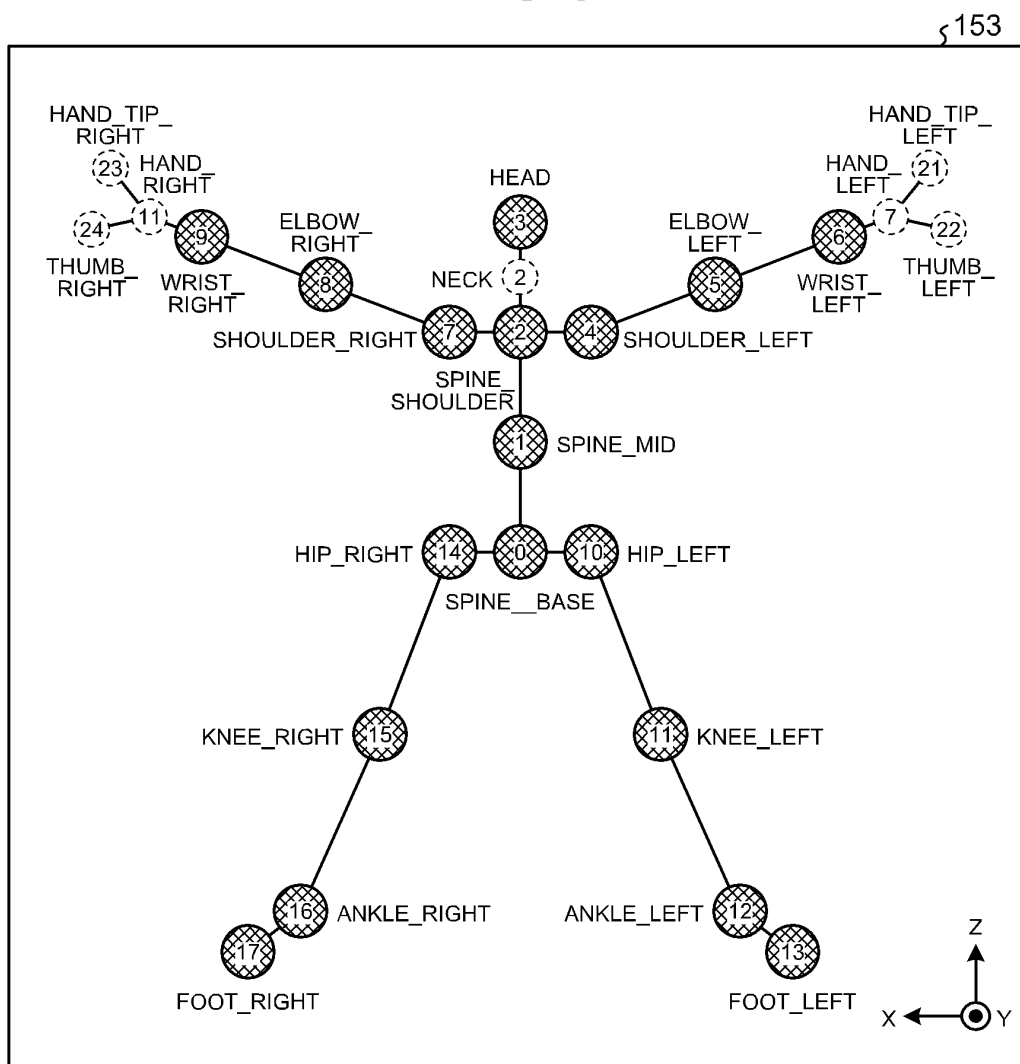 153
HAND_TIP_
RIGHT
23
HAND_
RIGHT
11
24
THUMB_
RIGHT
9
WRIST_
RIGHT
ELBOW_
RIGHT
8
HEAD
3
NECK
2
ELBOW_
LEFT
5
HAND_TIP_
LEFT
21
HAND_
LEFT
7
22
THUMB_
LEFT
6
WRIST_
LEFT
SHOULDER_RIGHT
7
2
4
SHOULDER_LEFT
SPINE_
SHOULDER
1
SPINE_MID
HIP_RIGHT
14
0
10
HIP_LEFT
SPINE__BASE
KNEE_RIGHT
15
11
KNEE_LEFT
16
ANKLE_RIGHT
ANKLE_LEFT
12
17
13
FOOT_RIGHT
FOOT_LEFT
Z
X
Y